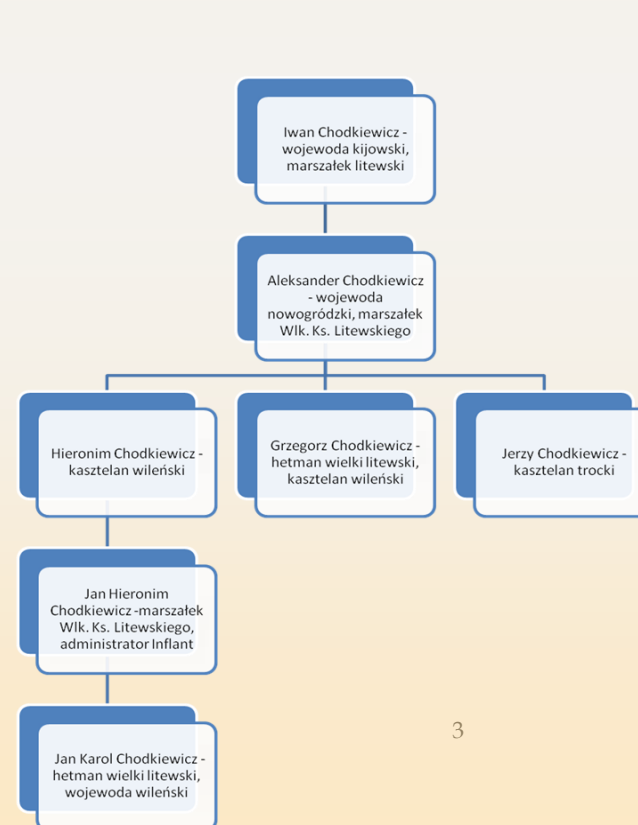 Iwan Chodkiewicz -
wojewoda kijowski,
marszałek litewski
Aleksander Chodkiewicz
- wojewoda
nowogródzki, marszałek
Wlk. Ks. Litewskiego
Hieronim Chodkiewicz -
kasztelan wileński
Grzegorz Chodkiewicz -
hetman wielki litewski,
kasztelan wileński
Jerzy Chodkiewicz -
kasztelan trocki
Jan Hieronim
Chodkiewicz -marszałek
Wlk. Ks. Litewskiego,
administrator Inflant
Jan Karol Chodkiewicz -
hetman wielki litewski,
wojewoda wileński
3